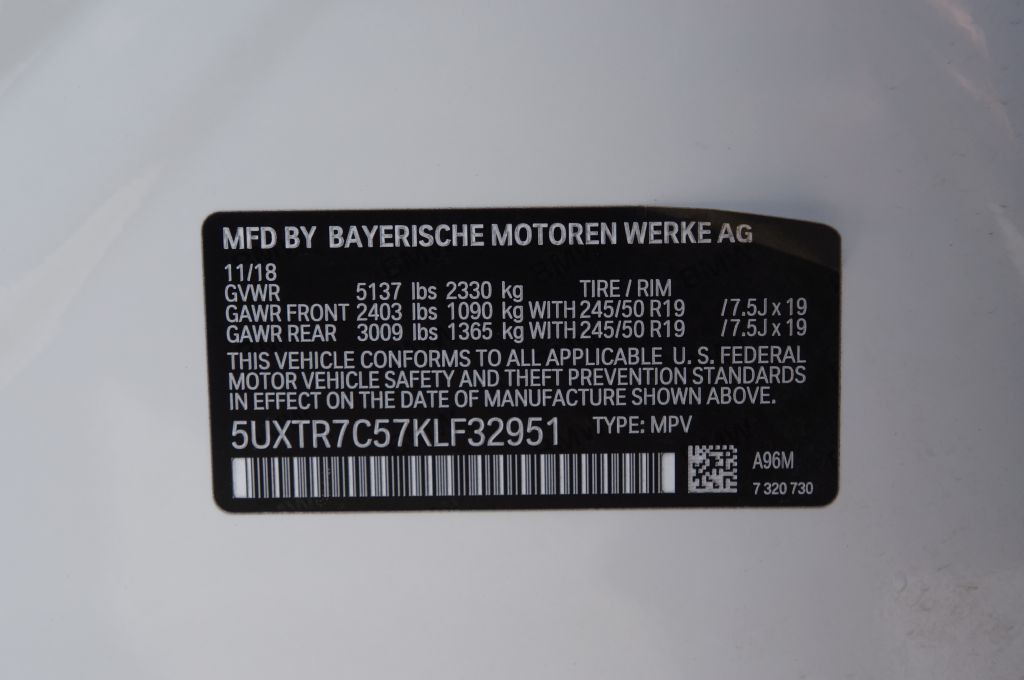 MFD BY BAYERISCHE MOTOREN WERKE AG
11/18
GVWR 5137 lbs 2330 kg TIRE / RIM
GAWR FRONT 2403 lbs 1090 kg WITH 245/50 R19 /7.5J x 19
GAWR REAR 3009 lbs 1365 kg WITH 245/50 R19 /7.5J x 19
THIS VEHICLE CONFORMS TO ALL APPLICABLE U. S. FEDERAL
MOTOR VEHICLE SAFETY AND THEFT PREVENTION STANDARDS
IN EFFECT ON THE DATE OF MANUFACTURE SHOWN ABOVE.
5UXTR7C57KLF32951 TYPE: MPV
A96M
7 320 730